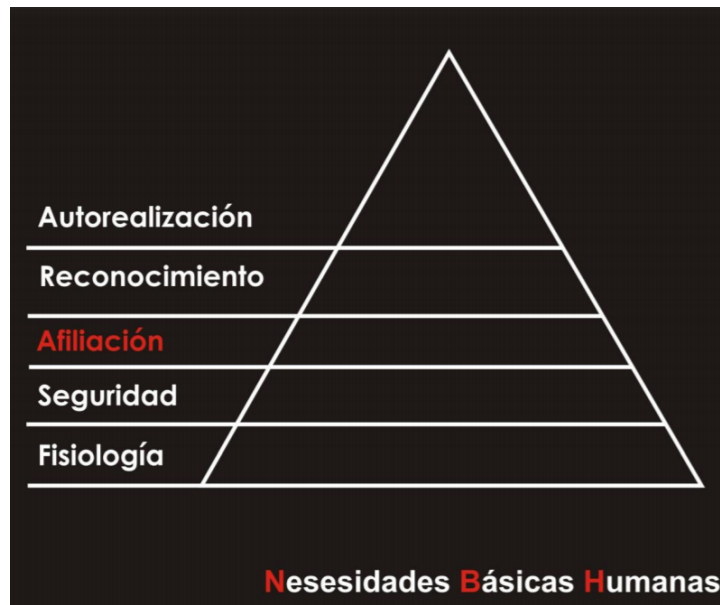 Autorealización
Reconocimiento
Afiliación
Seguridad
Fisiología
Nesesidades Básicas Humanas